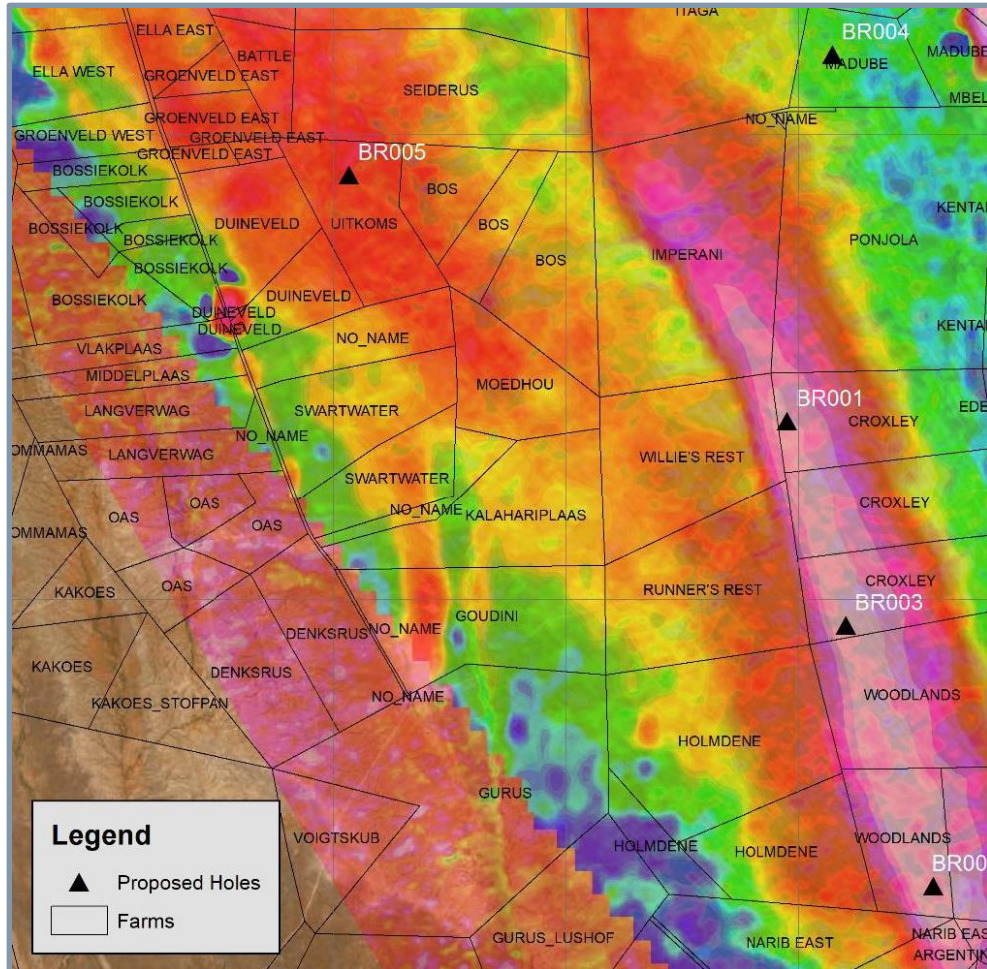 ITAGA
BR004
ELLA EAST
BATTLE
MADUBE
MADUBE
ELLA WEST
GROENVELD EAST
SEIDERUS
MBEL
GROENVELD EAST
NO_NAME
GROENVELD WEST
GROENVELD EAST
GROENVELD EAST
BR005
BOSSIEKOLK
BOS
BOSSIEKOLK
KENTA
BOSSIEKOLK
DUINEVELD
UITKOMS
BOS
BOSSIEKOLK
PONJOLA
IMPERANI
BOS
BOSSIEKOLK
BOSSIEKOLK
DUINEVELD
DUINEVELD
DUINEVELD
KENTA
NO_NAME
VLAKPLAAS
MIDDELPLAAS
MOEDHOU
BR001
LANGVERWAG
SWARTWATER
CROXLEY
EDE
NO_NAME
OMMAMAS
LANGVERWAG
WILLIE'S REST
SWARTWATER
OAS
NO_NAME
CROXLEY
KALAHARIPLAAS
OAS
OMMAMAS
CROXLEY
OAS
KAKOES
RUNNER'S REST
BR003
GOUDINI
DENKSRUS
NO_NAME
KAKOES
DENKSRUS
NO_NAME
WOODLANDS
KAKOES_STOFPAN
HOLMDENE
GURUS
VOIGTSKUB
HOLMDENE
HOLMDENE
WOODLANDS
BR00
NARIB EAST
GURUS_LUSHOF
NARIB EAS
ARGENTIK
Legend
Proposed Holes
Farms